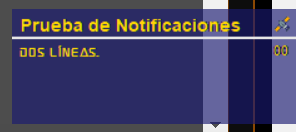 Prueba de Notificaciones
DOS LÍNEAS. 00